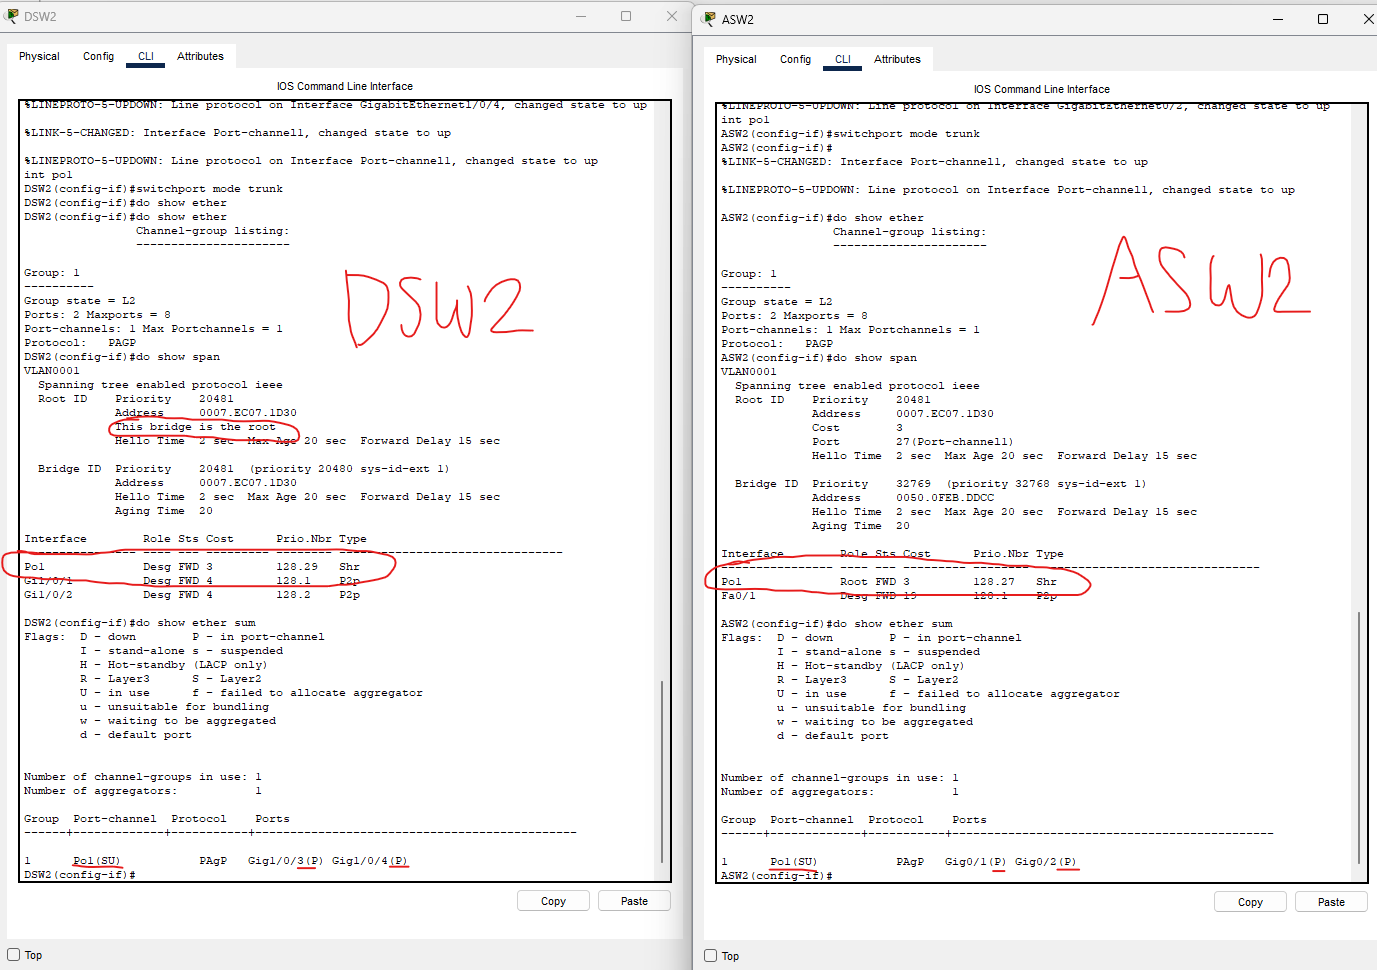 DSW2
Physical Config CLI Attributes
IOS Command Line Interface
%LINEPROTO-5-UPDOWN: Line protocol on Interface GigabitEthernet1/0/4, changed state to up
%LINK-5-CHANGED: Interface Port-channel1, changed state to up
%LINEPROTO-5-UPDOWN: Line protocol on Interface Port-channel1, changed state to up
int po1
DSW2(config-if)#switchport mode trunk
DSW2(config-if)#do show ether
DSW2(config-if)#do show ether
Channel-group listing:
----------------------
Group: 1
----------
Group state = L2
Ports: 2 Maxports = 8
Port-channels: 1 Max Portchannels = 1
Protocol: PAGP
DSW2(config-if)#do show span
VLAN0001
Spanning tree enabled protocol ieee
Root ID Priority 20481
Address 0007.EC07.1D30
This bridge is the root
Hello Time 2 sec Max Age 20 sec Forward Delay 15 sec
Bridge ID Priority 20481 (priority 20480 sys-id-ext 1)
Address 0007.EC07.1D30
Hello Time 2 sec Max Age 20 sec Forward Delay 15 sec
Aging Time 20
Interface Role Sts Cost Prio.Nbr Type
---------------- ---- --- --------- -------- --------------------------------
Po1 Desg FWD 3 128.29 Shr
Gi1/0/1 Desg FWD 4 128.1 P2p
Gi1/0/2 Desg FWD 4 128.2 P2p
DSW2(config-if)#do show ether sum
Flags: D - down P - in port-channel
I - stand-alone s - suspended
H - Hot-standby (LACP only)
R - Layer3 S - Layer2
U - in use f - failed to allocate aggregator
u - unsuitable for bundling
w - waiting to be aggregated
d - default port
Number of channel-groups in use: 1
Number of aggregators: 1
Group Port-channel Protocol Ports
------+-------------+-----------+----------------------------------------------
1 Po1(SU) PAgP Gig1/0/3(P) Gig1/0/4(P)
DSW2(config-if)#
DSW2
Copy Paste
Top
ASW2
Physical Config CLI Attributes
IOS Command Line Interface
%LINEPROTO-5-UPDOWN: Line protocol on Interface GigabitEthernet0/2, changed state to up
int po1
ASW2(config-if)#switchport mode trunk
ASW2(config-if)#
%LINK-5-CHANGED: Interface Port-channel1, changed state to up
%LINEPROTO-5-UPDOWN: Line protocol on Interface Port-channel1, changed state to up
ASW2(config-if)#do show ether
Channel-group listing:
----------------------
Group: 1
----------
Group state = L2
Ports: 2 Maxports = 8
Port-channels: 1 Max Portchannels = 1
Protocol: PAGP
ASW2(config-if)#do show span
VLAN0001
Spanning tree enabled protocol ieee
Root ID Priority 20481
Address 0007.EC07.1D30
Cost 3
Port 27(Port-channel1)
Hello Time 2 sec Max Age 20 sec Forward Delay 15 sec
Bridge ID Priority 32769 (priority 32768 sys-id-ext 1)
Address 0050.0FEB.DDCC
Hello Time 2 sec Max Age 20 sec Forward Delay 15 sec
Aging Time 20
Interface Role Sts Cost Prio.Nbr Type
---------------- ---- --- --------- -------- --------------------------------
Po1 Root FWD 3 128.27 Shr
Fa0/1 Desg FWD 19 128.1 P2p
ASW2(config-if)#do show ether sum
Flags: D - down P - in port-channel
I - stand-alone s - suspended
H - Hot-standby (LACP only)
R - Layer3 S - Layer2
U - in use f - failed to allocate aggregator
u - unsuitable for bundling
w - waiting to be aggregated
d - default port
Number of channel-groups in use: 1
Number of aggregators: 1
Group Port-channel Protocol Ports
------+-------------+-----------+----------------------------------------------
1 Po1(SU) PAgP Gig0/1(P) Gig0/2(P)
ASW2(config-if)#
ASW2
Copy Paste
Top